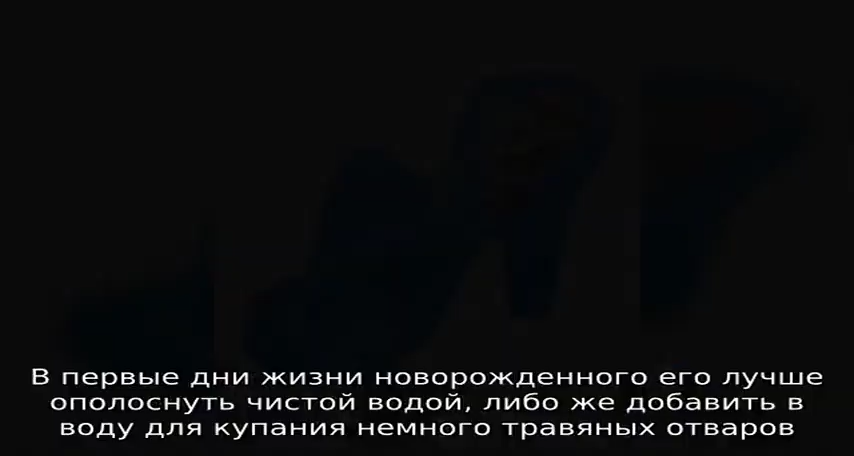 В первые дни жизни новорожденного его лучше
ополоснуть чистой водой, либо же добавить в
воду для купания немного травяных отваров